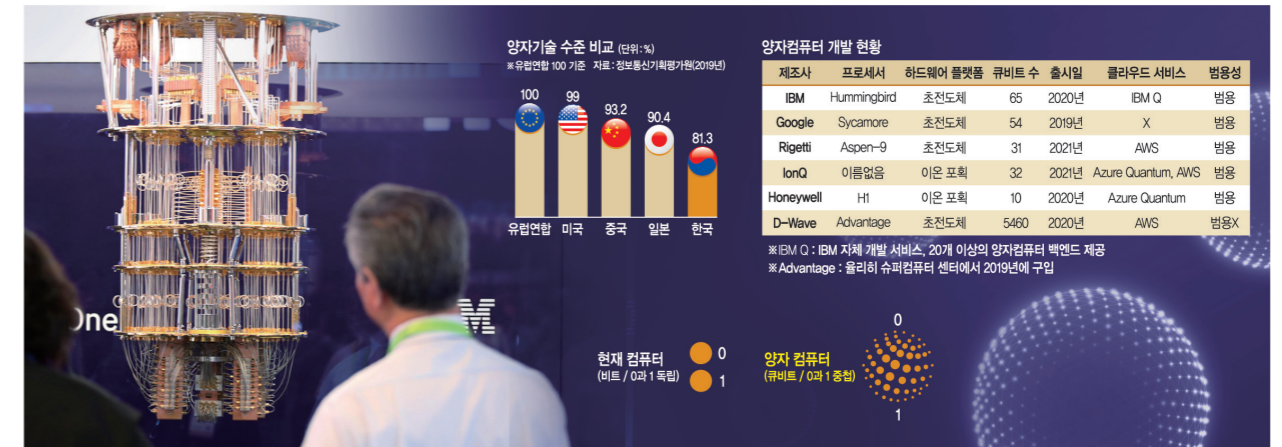 양자기술 수준 비교 (단위:%)
※유럽연합 100 기준 자료:정보통신기획평가원(2019년)
100 99 93.2 90.4 81.3
유럽연합 미국 중국 일본 한국
양자컴퓨터 개발 현황
제조사 프로세서 하드웨어 플랫폼 큐비트 수 출시일 클라우드 서비스 범용성
IBM Hummingbird 초전도체 65 2020년 IBM Q 범용
Google Sycamore 초전도체 54 2019년 X 범용
Rigetti Aspen-9 초전도체 31 2021년 AWS 범용
IonQ 이름없음 이온 포획 32 2021년 Azure Quantum, AWS 범용
Honeywell H1 이온 포획 10 2020년 Azure Quantum 범용
D-Wave Advantage 초전도체 5460 2020년 AWS 범용X
※IBM Q : IBM 자체 개발 서비스, 20개 이상의 양자컴퓨터 백엔드 제공
※Advantage : 율리히 슈퍼컴퓨터 센터에서 2019년에 구입
One
M
현재 컴퓨터
(비트 / 0과 1 독립)
0
1
양자 컴퓨터
(큐비트 / 0과 1 중첩)
0
1